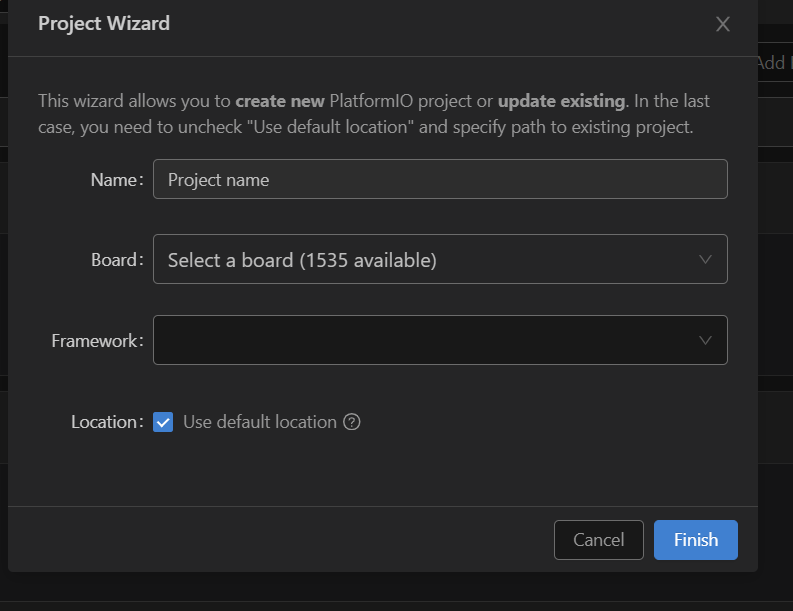 Project Wizard
Add
This wizard allows you to create new PlatformIO project or update existing. In the last
case, you need to uncheck "Use default location" and specify path to existing project.
Name: Project name
Board: Select a board (1535 available)
Framework:
Location: Use default location ?
Cancel Finish